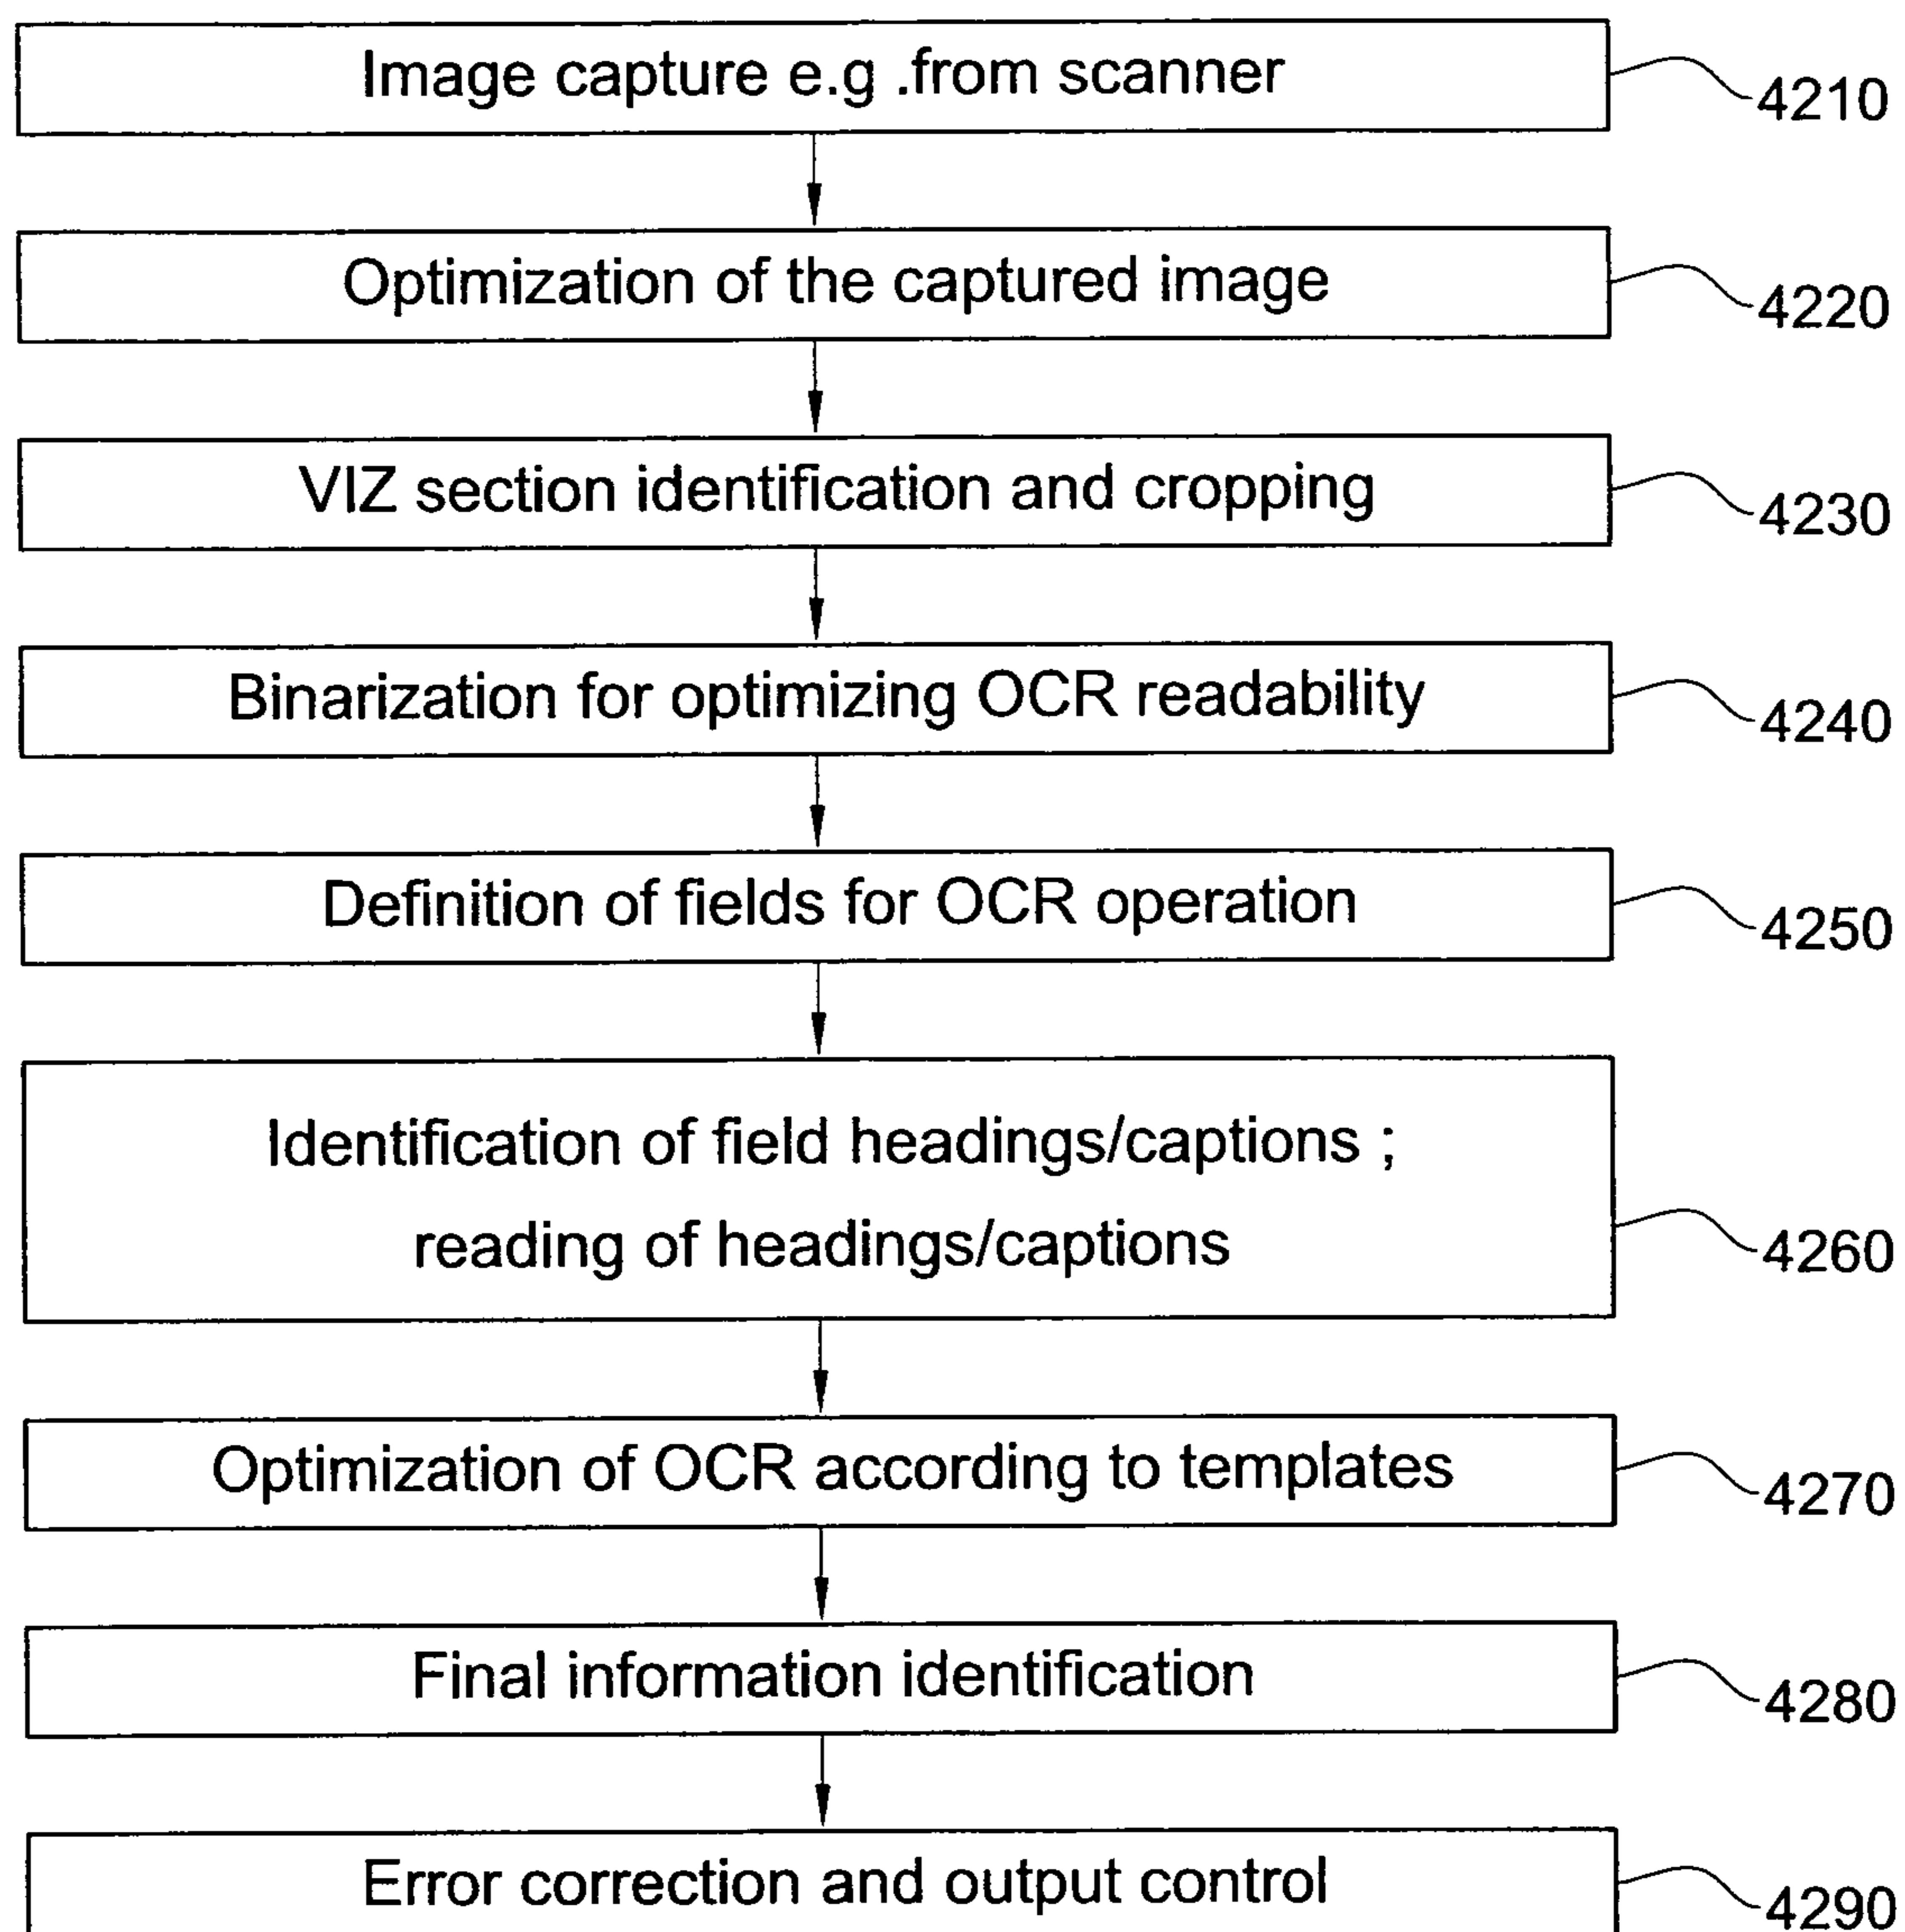 Image capture e.g .from scanner
4210
Optimization of the captured image
4220
VIZ section identification and cropping
4230
Binarization for optimizing OCR readability
4240
Definition of fields for OCR operation
4250
Identification of field headings/captions ;
reading of headings/captions
4260
Optimization of OCR according to templates
4270
Final information identification
4280
Error correction and output control
4290